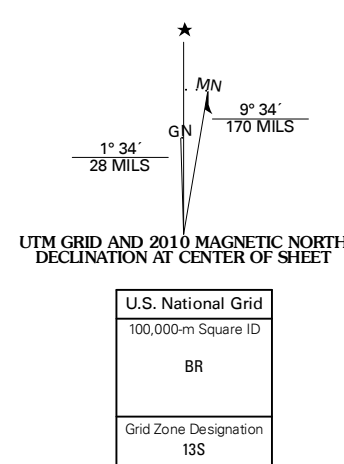 ★
MN
GN
9° 34´
170 MILS
1° 34´
28 MILS
UTM GRID AND 2010 MAGNETIC NORTH
DECLINATION AT CENTER OF SHEET
U.S. National Grid
100,000-m Square ID
BR
Grid Zone Designation
13S